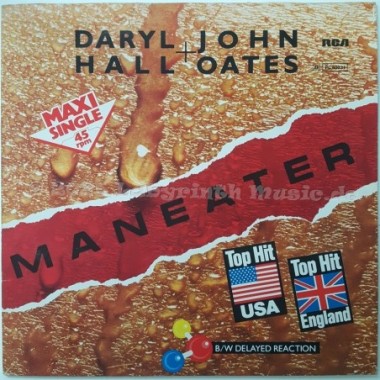 DARYL JOHN
+
HALL OATES
RCA
MAXI
SINGLE
45
rpm
MANEATER
Top Hit
USA
Top Hit
England
B/W DELAYED REACTION